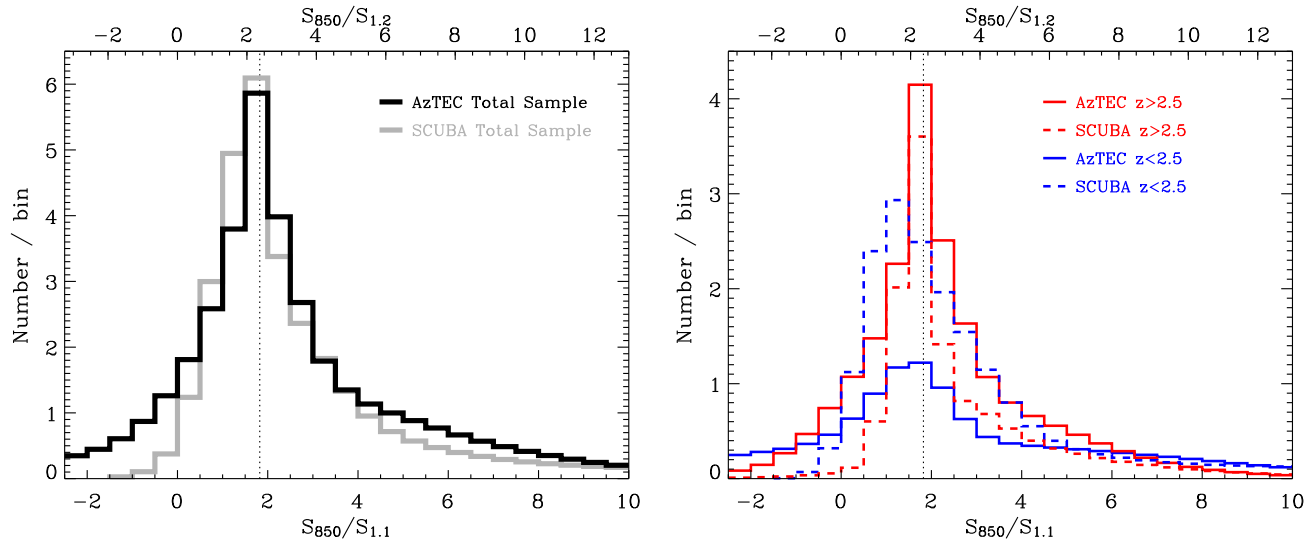 S850/S1.2
−2 0 2 4 6 8 10 12
6
5
4
3
2
1
0
Number / bin
AzTEC Total Sample
SCUBA Total Sample
−2 0 2 4 6 8 10
S850/S1.1
S850/S1.2
−2 0 2 4 6 8 10 12
4
3
2
1
0
Number / bin
AzTEC z>2.5
SCUBA z>2.5
AzTEC z<2.5
SCUBA z<2.5
−2 0 2 4 6 8 10
S850/S1.1